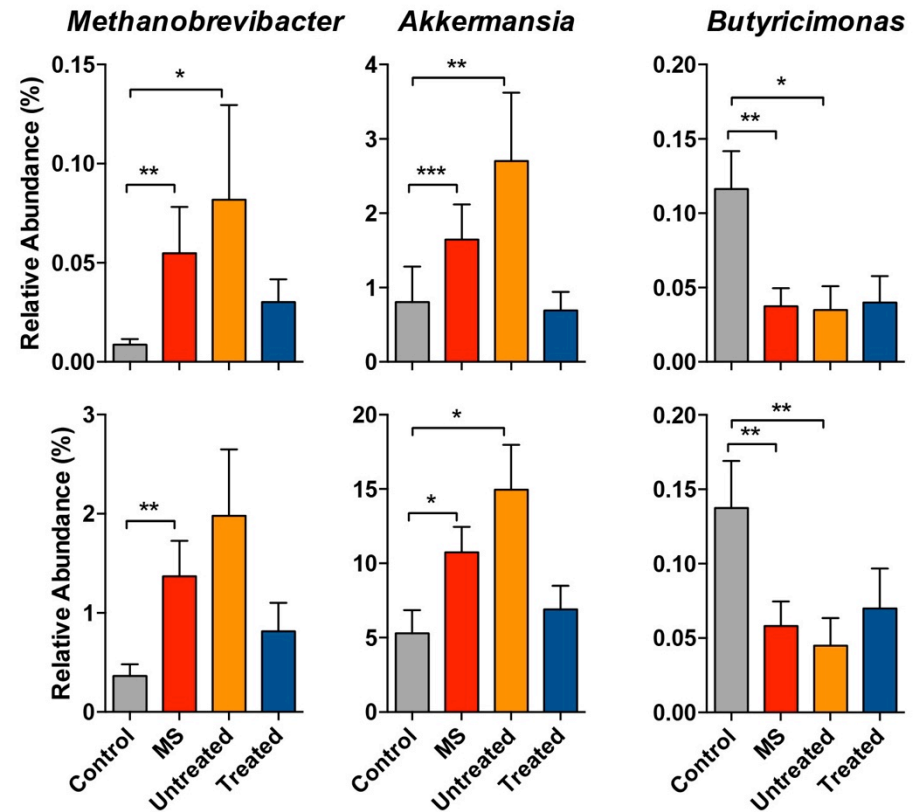 Methanobrevibacter
Akkermansia
Butyricimonas
Relative Abundance (%)
0.15
0.10
0.05
0.00
*
**
4
3
2
1
0
**
***
0.20
0.15
0.10
0.05
0.00
*
**
Relative Abundance (%)
3
2
1
0
**
20
15
10
5
0
*
*
0.20
0.15
0.10
0.05
0.00
**
**
Control
MS
Untreated
Treated
Control
MS
Untreated
Treated
Control
MS
Untreated
Treated